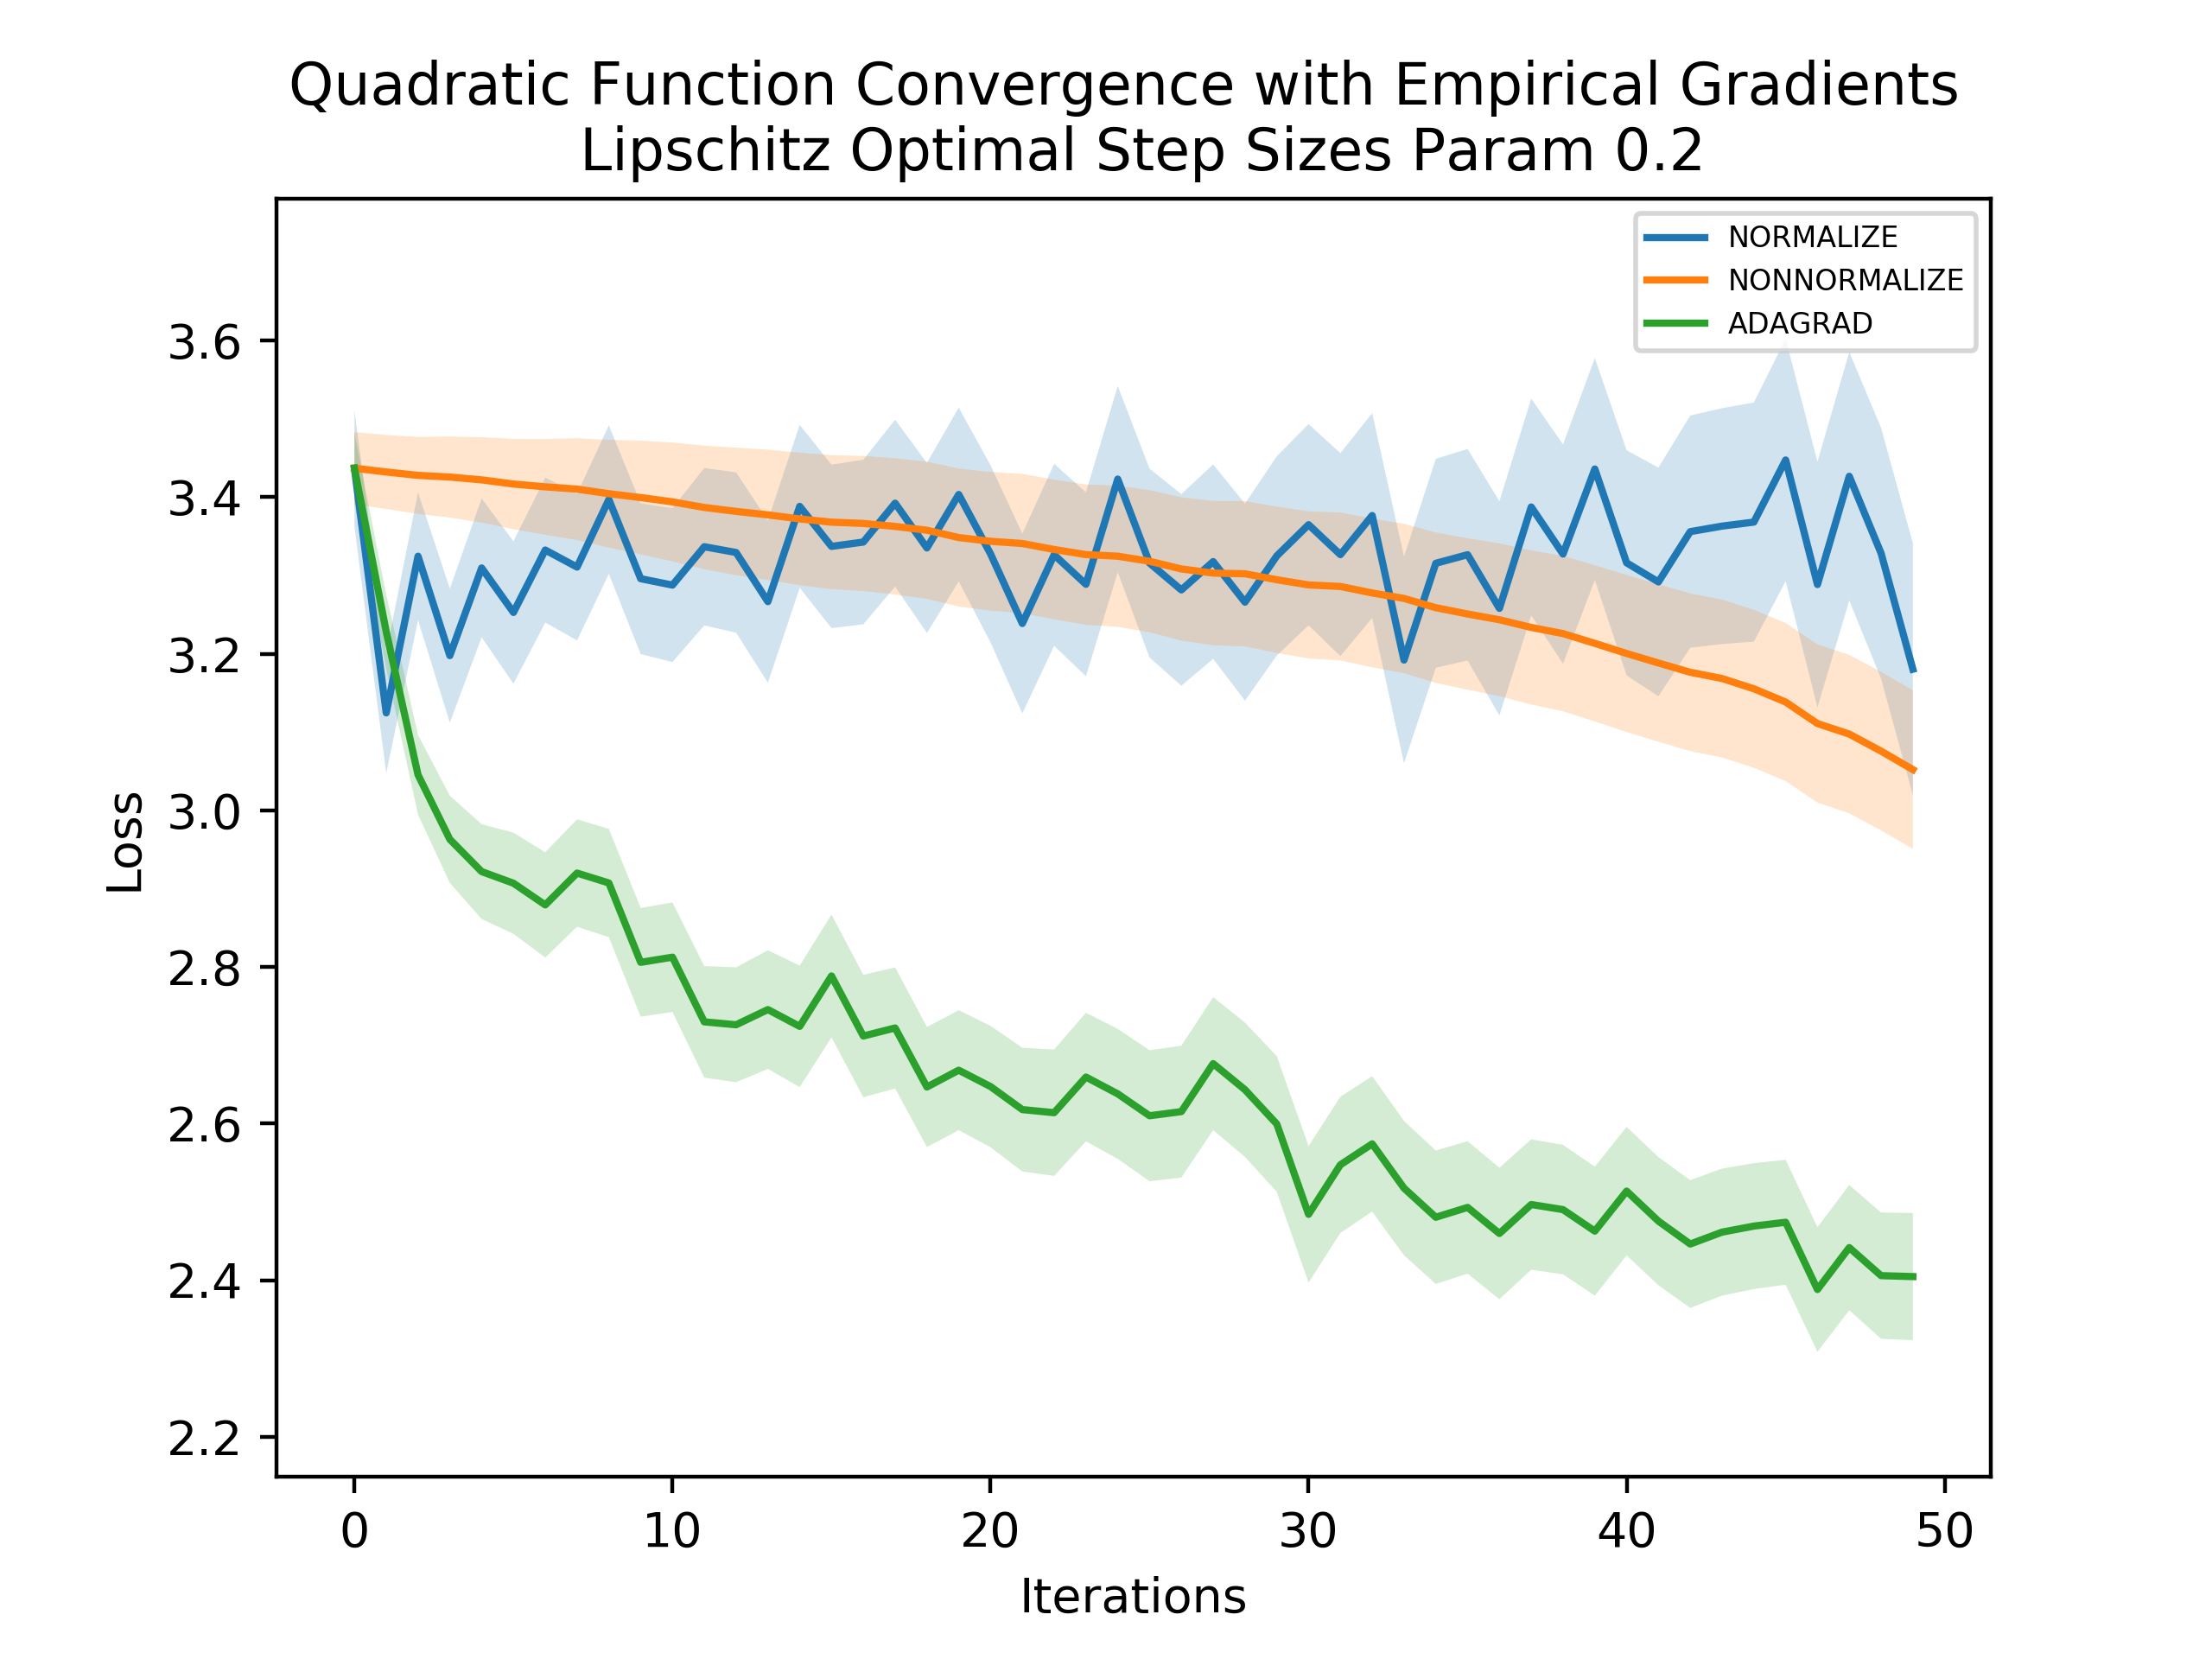 Quadratic Function Convergence with Empirical Gradients
Lipschitz Optimal Step Sizes Param 0.2
NORMALIZE
NONNORMALIZE
ADAGRAD
3.6
3.4
3.2
3.0
2.8
2.6
2.4
2.2
Loss
0 10 20 30 40 50
Iterations